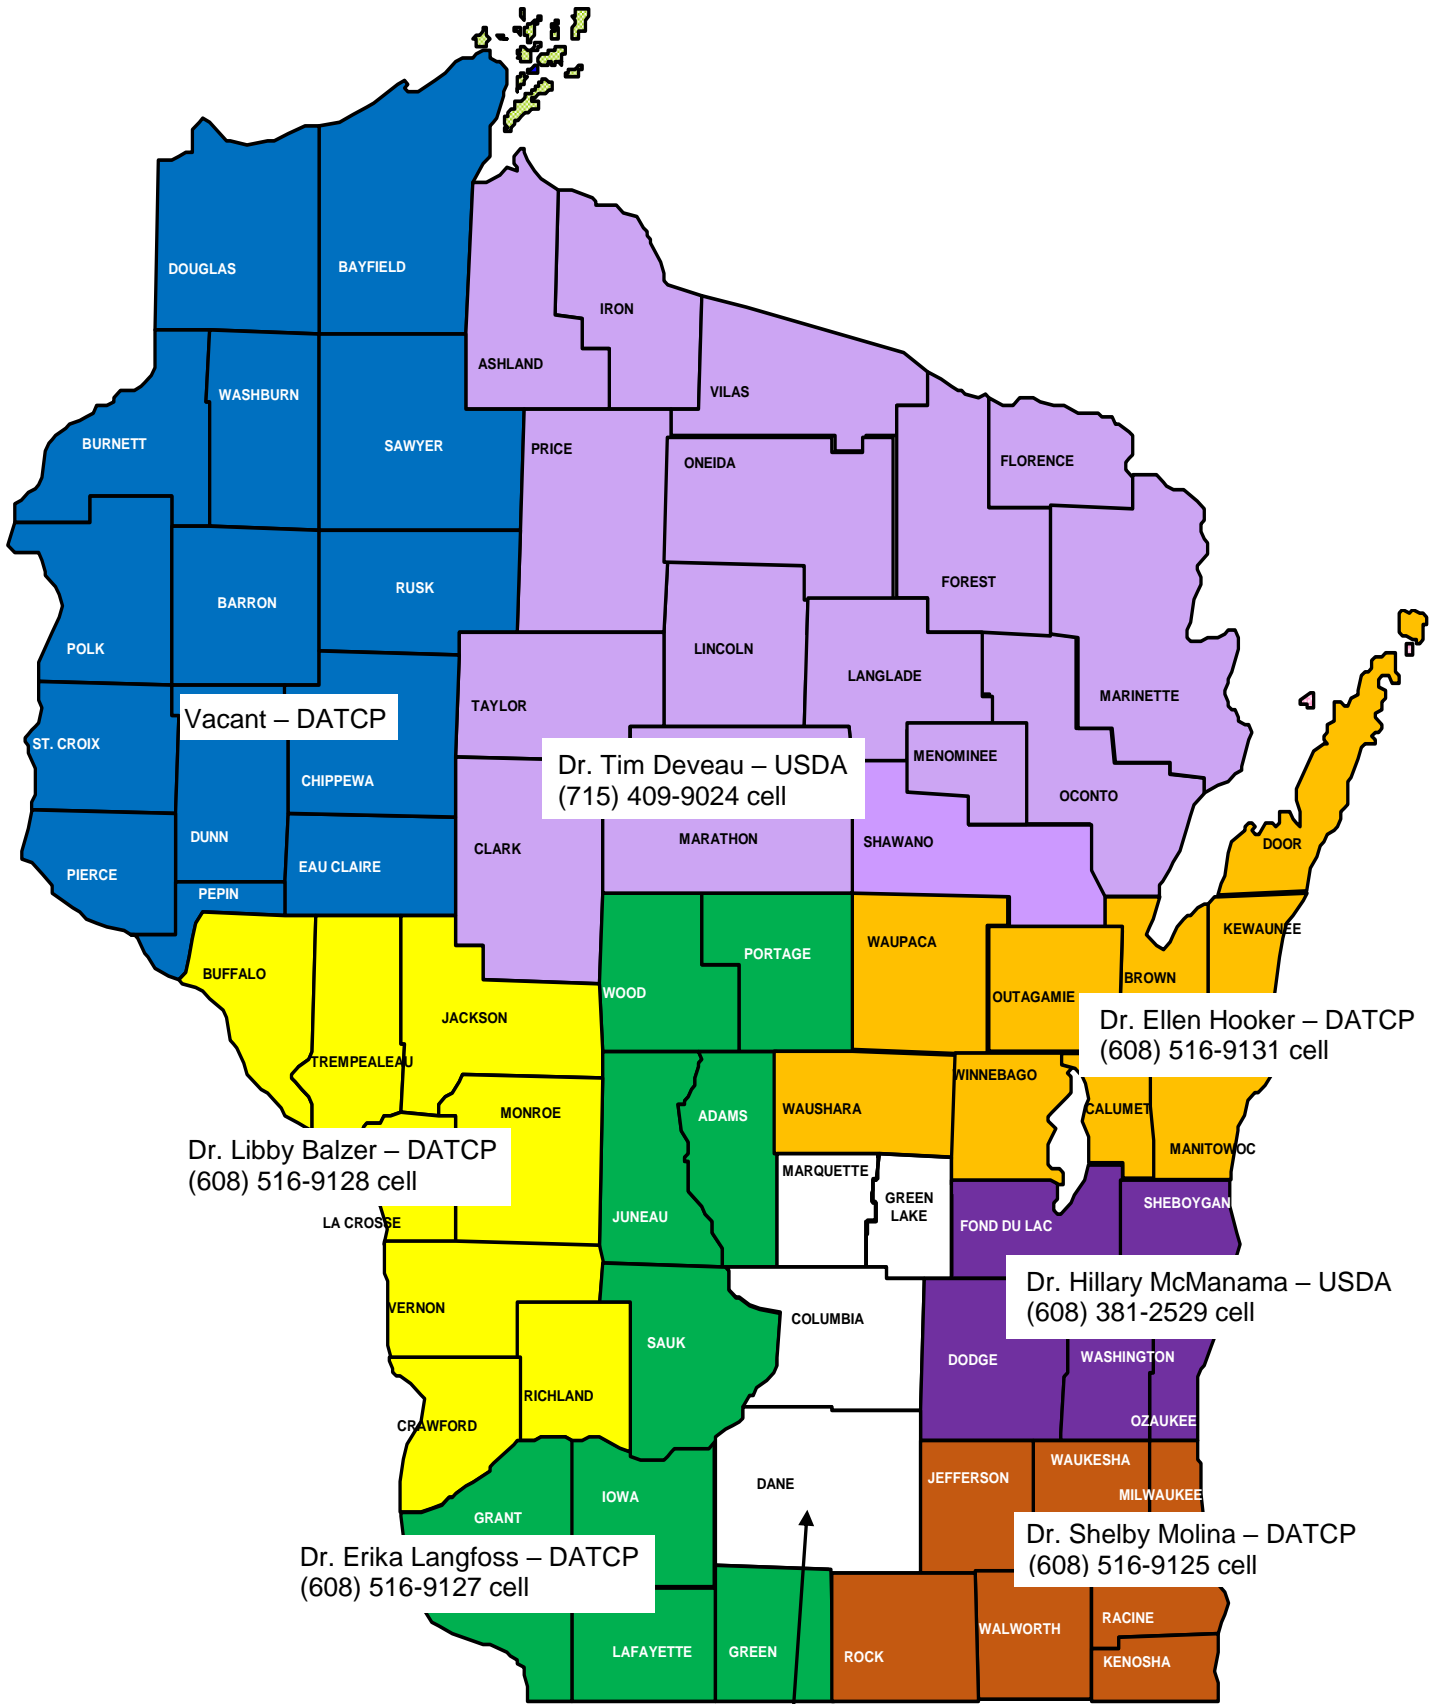 DOUGLAS
BAYFIELD
IRON
ASHLAND
VILAS
WASHBURN
BURNETT
SAWYER
PRICE
ONEIDA
FLORENCE
FOREST
RUSK
BARRON
POLK
LINCOLN
LANGLADE
MARINETTE
TAYLOR
Vacant – DATCP
ST. CROIX
CHIPPEWA
Dr. Tim Deveau – USDA
(715) 409-9024 cell
MENOMINEE
OCONTO
DUNN
MARATHON
SHAWANO
CLARK
DOOR
EAU CLAIRE
PIERCE
PEPIN
KEWAUNEE
WAUPACA
PORTAGE
BUFFALO
BROWN
WOOD
OUTAGAMIE
JACKSON
Dr. Ellen Hooker – DATCP
(608) 516-9131 cell
TREMPEALEAU
WINNEBAGO
MONROE
ADAMS
WAUSHARA
CALUMET
MANITOWOC
Dr. Libby Balzer – DATCP
(608) 516-9128 cell
MARQUETTE
GREEN
LAKE
SHEBOYGAN
LA CROSSE
JUNEAU
FOND DU LAC
Dr. Hillary McManama – USDA
(608) 381-2529 cell
VERNON
COLUMBIA
SAUK
DODGE
WASHINGTON
RICHLAND
CRAWFORD
OZAUKEE
WAUKESHA
JEFFERSON
DANE
MILWAUKEE
IOWA
GRANT
Dr. Shelby Molina – DATCP
(608) 516-9125 cell
Dr. Erika Langfoss – DATCP
(608) 516-9127 cell
RACINE
WALWORTH
LAFAYETTE
GREEN
ROCK
KENOSHA